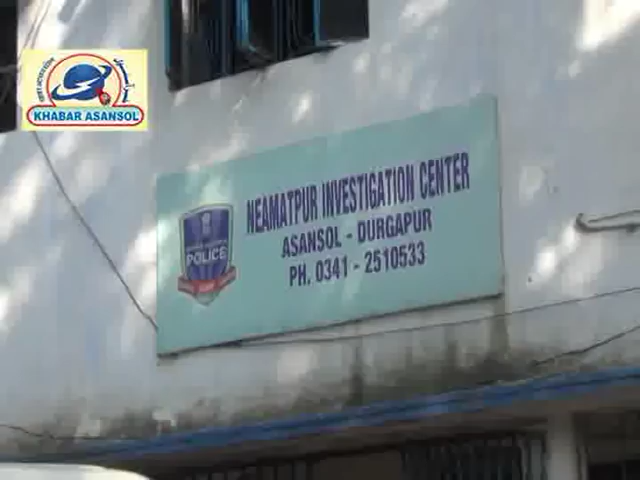 KHABAR ASANSOL
NEAMATPUR INVESTIGATION CENTER
ASANSOL - DURGAPUR
PH. 0341 - 2510533
POLICE